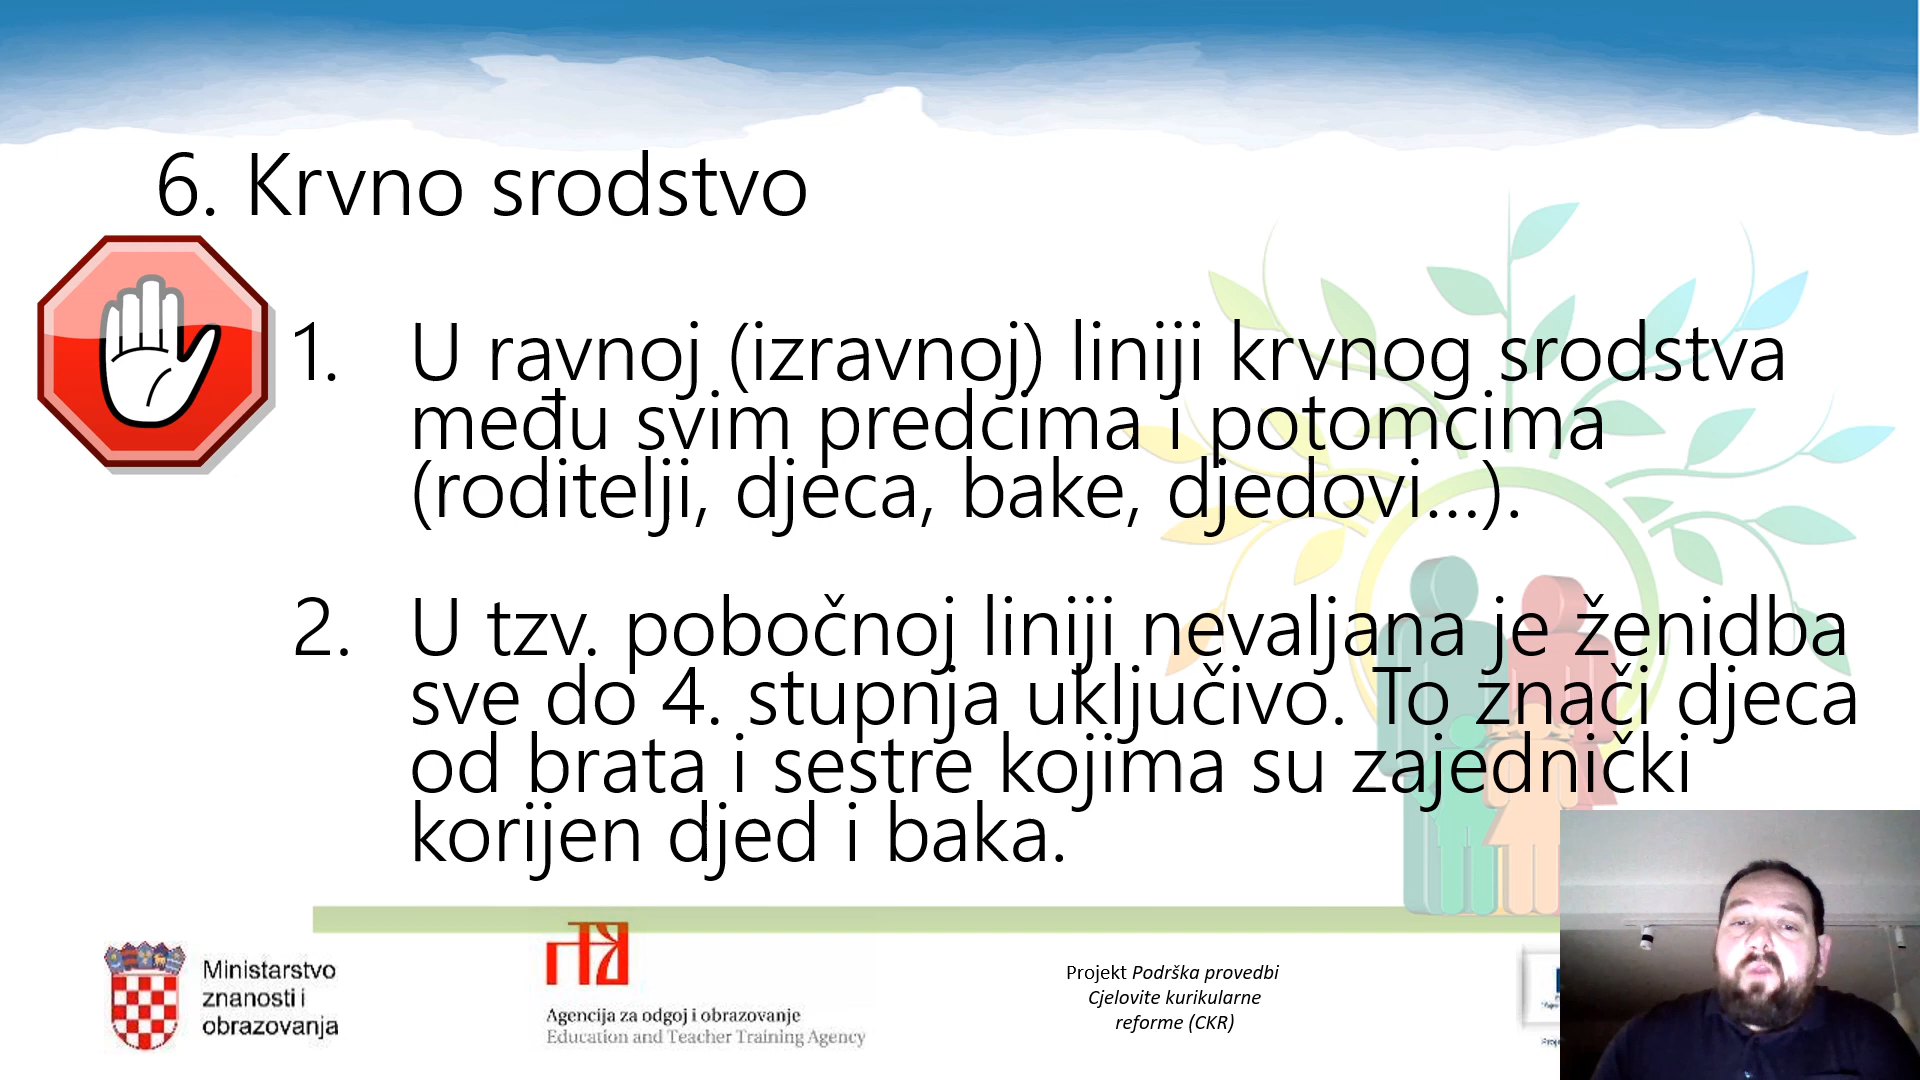 6. Krvno srodstvo
1. U ravnoj (izravnoj) liniji krvnog srodstva
među svim predcima i potomcima
(roditelji, djeca, bake, djedovi...).
2. U tzv. pobočnoj liniji nevaljana je ženidba
sve do 4. stupnja uključivo. To znači djeca
od brata i sestre kojima su zajednički
korijen djed i baka.
Ministarstvo
znanosti i
obrazovanja
Agencija za odgoj i obrazovanje
Education and Teacher Training Agency
Projekt Podrška provedbi
Cjelovite kurikularne
reforme (CKR)